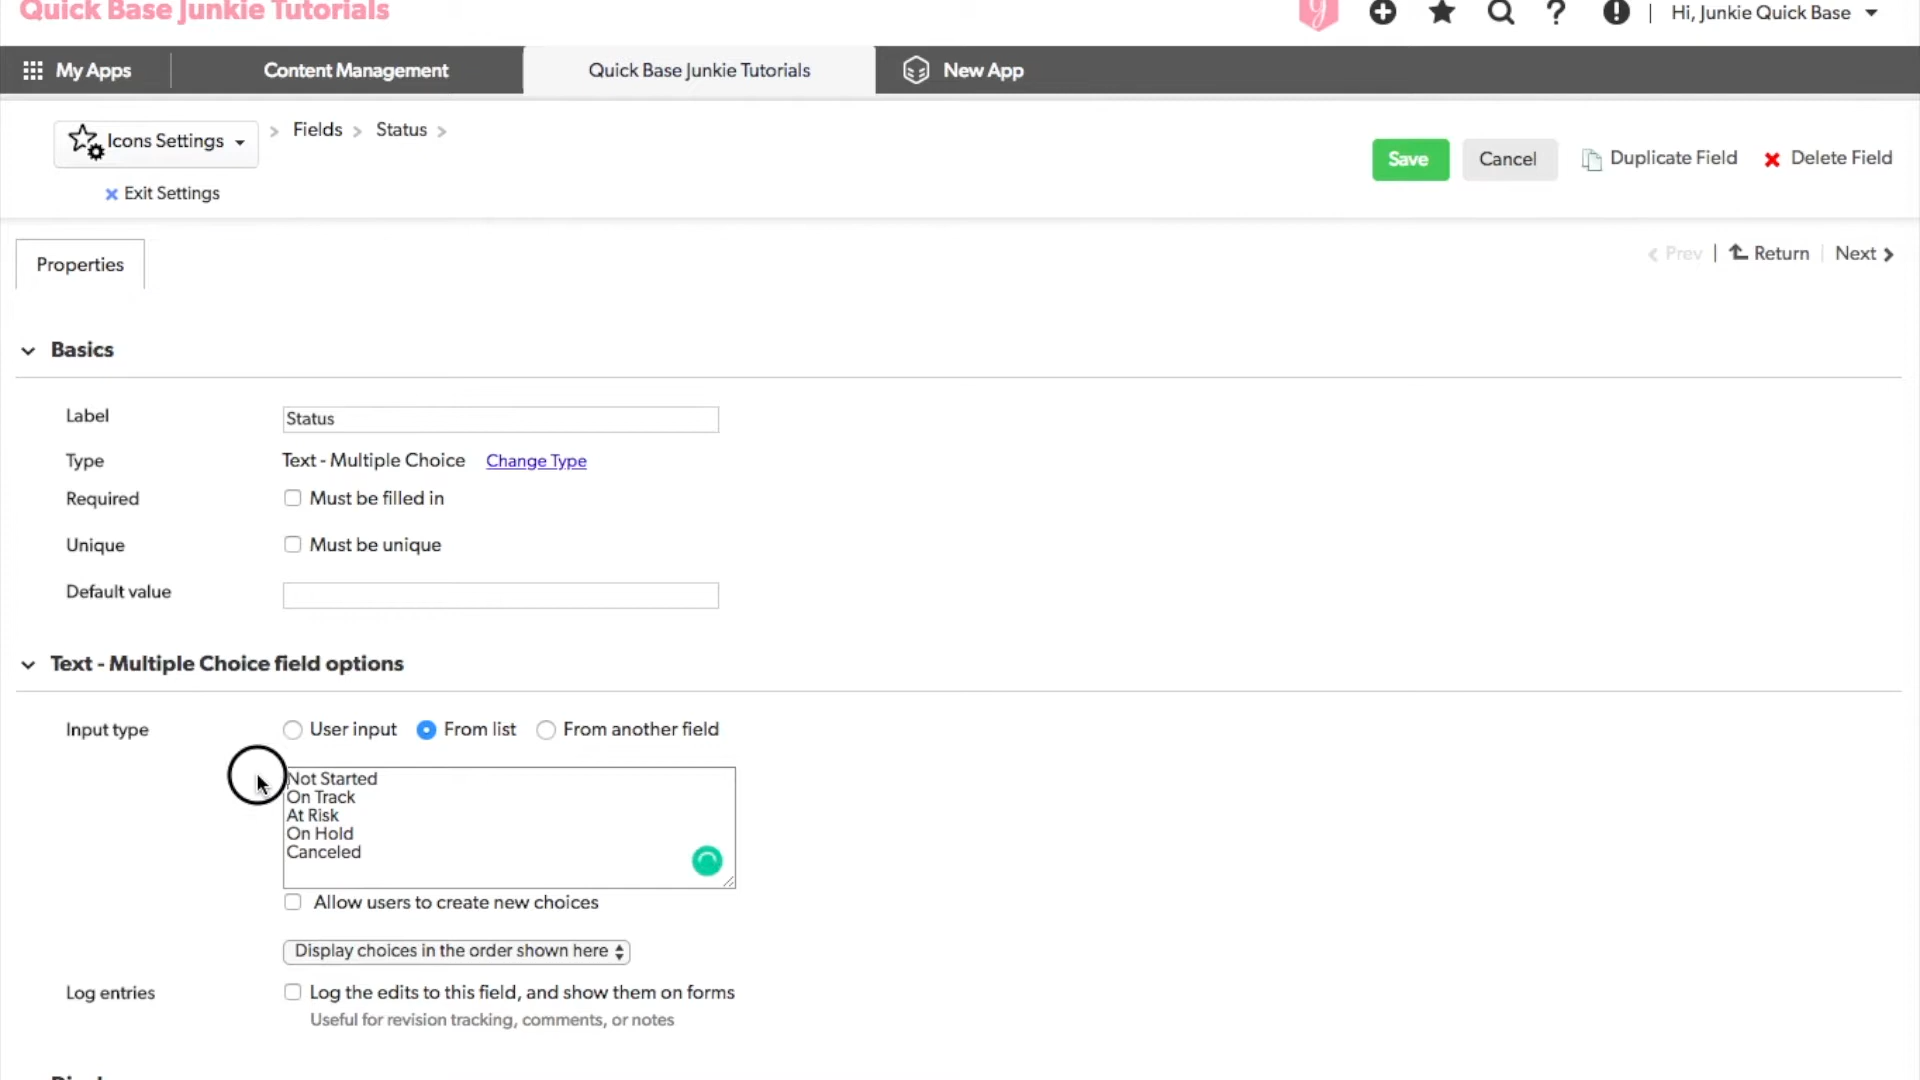 Quick Base Junkie Tutorials
Hi, Junkie Quick Base
My Apps
Content Management
Quick Base Junkie Tutorials
New App
Icons Settings > Fields > Status >
Exit Settings
Save
Cancel
Duplicate Field
Delete Field
Properties
Prev | Return | Next
Basics
Label
Status
Type
Text - Multiple Choice Change Type
Required
Must be filled in
Unique
Must be unique
Default value
Text - Multiple Choice field options
Input type
User input
From list
From another field
Not Started
On Track
At Risk
On Hold
Canceled
Allow users to create new choices
Display choices in the order shown here
Log entries
Log the edits to this field, and show them on forms
Useful for revision tracking, comments, or notes